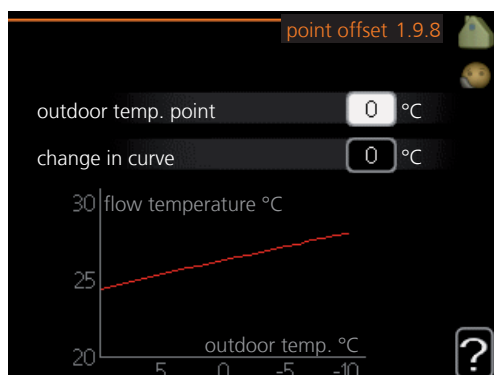 point offset 1.9.8
outdoor temp. point 0 °C
change in curve 0 °C
30 flow temperature °C
25
outdoor temp. °C
20
5 0 -5 -10
?